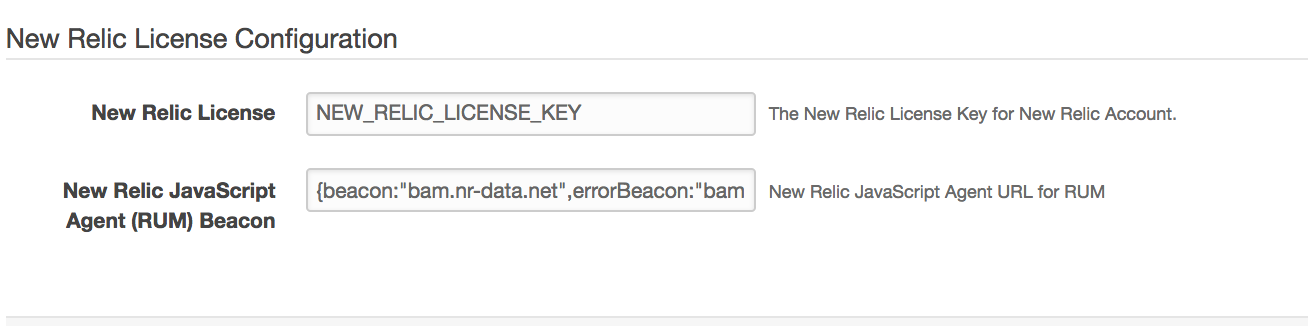 New Relic License Configuration
New Relic License NEW_RELIC_LICENSE_KEY The New Relic License Key for New Relic Account.
New Relic JavaScript {beacon:"bam.nr-data.net",errorBeacon:"bam New Relic JavaScript Agent URL for RUM
Agent (RUM) Beacon